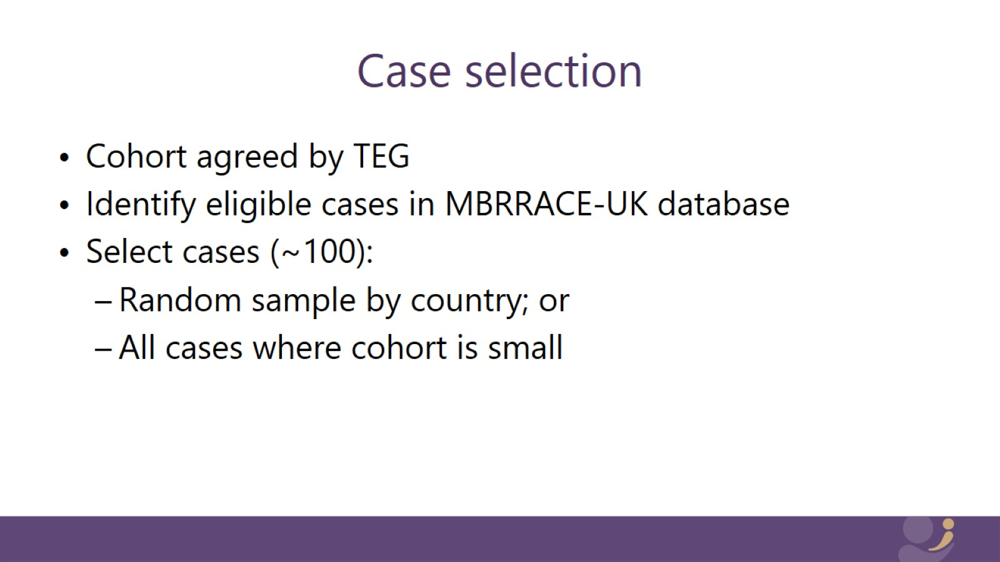 Case selection
• Cohort agreed by TEG
• Identify eligible cases in MBRRACE-UK database
• Select cases (~100):
– Random sample by country; or
– All cases where cohort is small